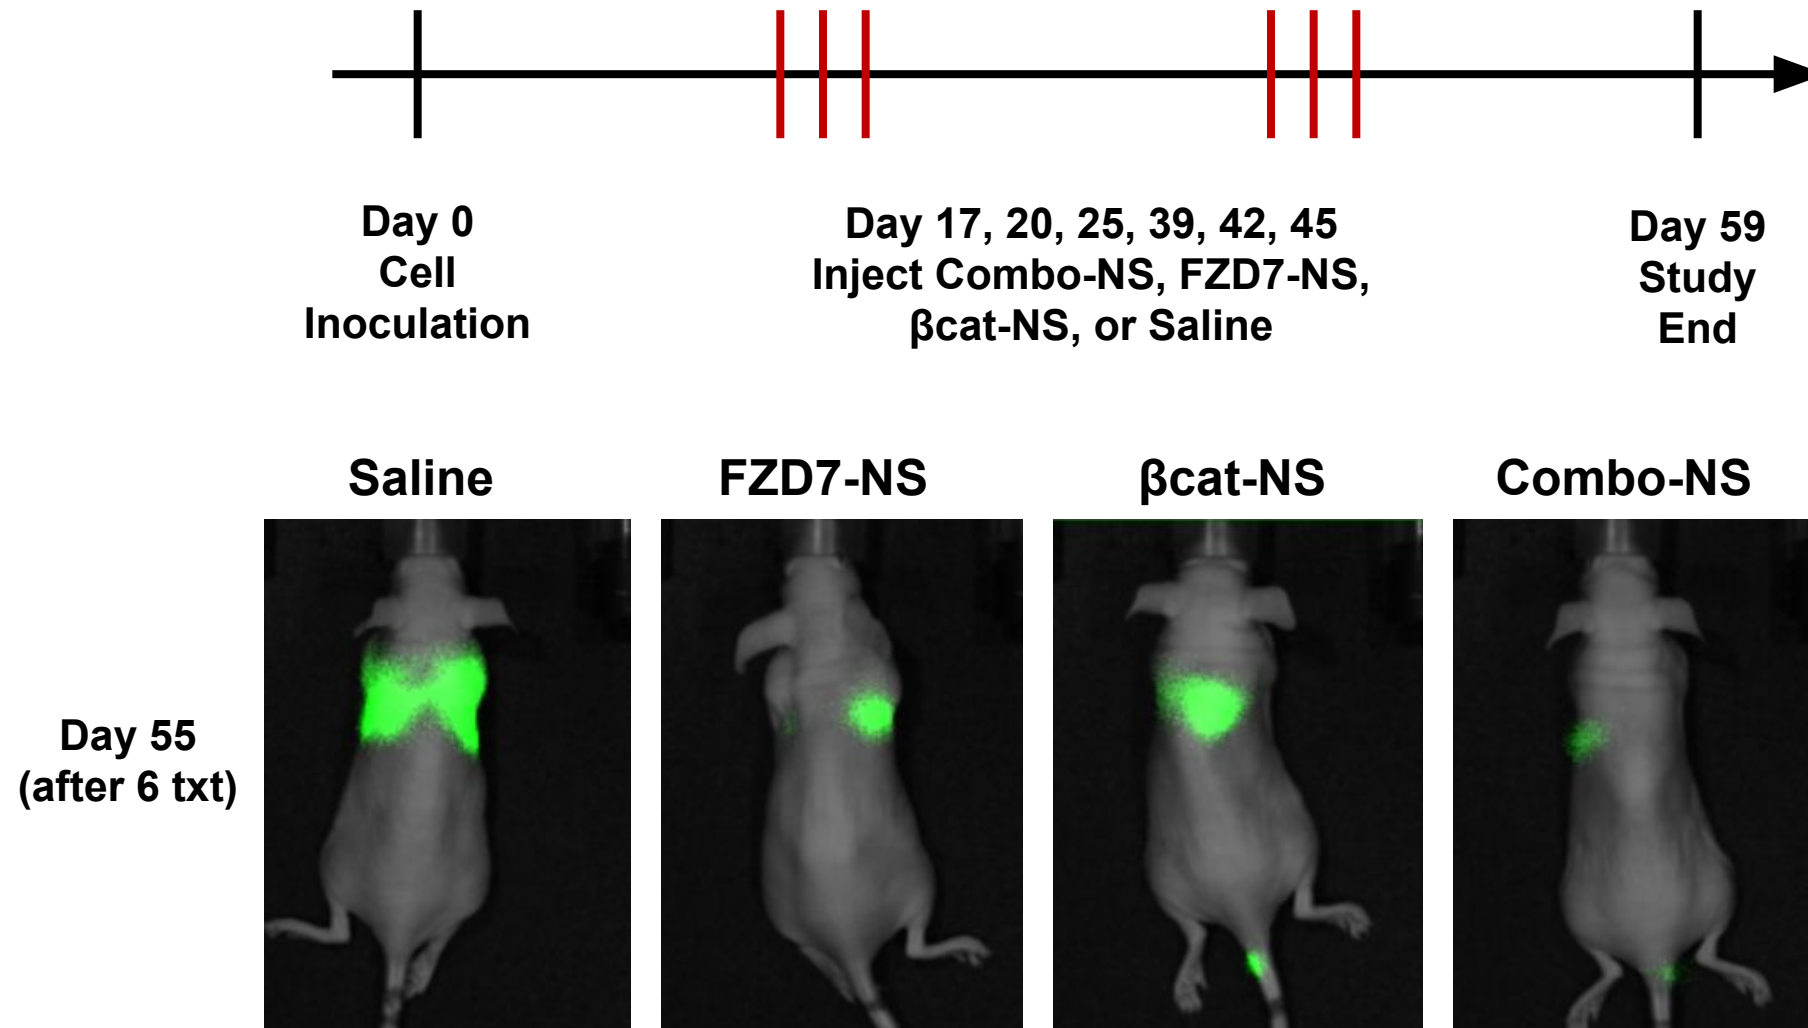 Day 0
Cell
Inoculation
Day 17, 20, 25, 39, 42, 45
Inject Combo-NS, FZD7-NS,
βcat-NS, or Saline
Day 59
Study
End
Saline
FZD7-NS
βcat-NS
Combo-NS
Day 55
(after 6 txt)